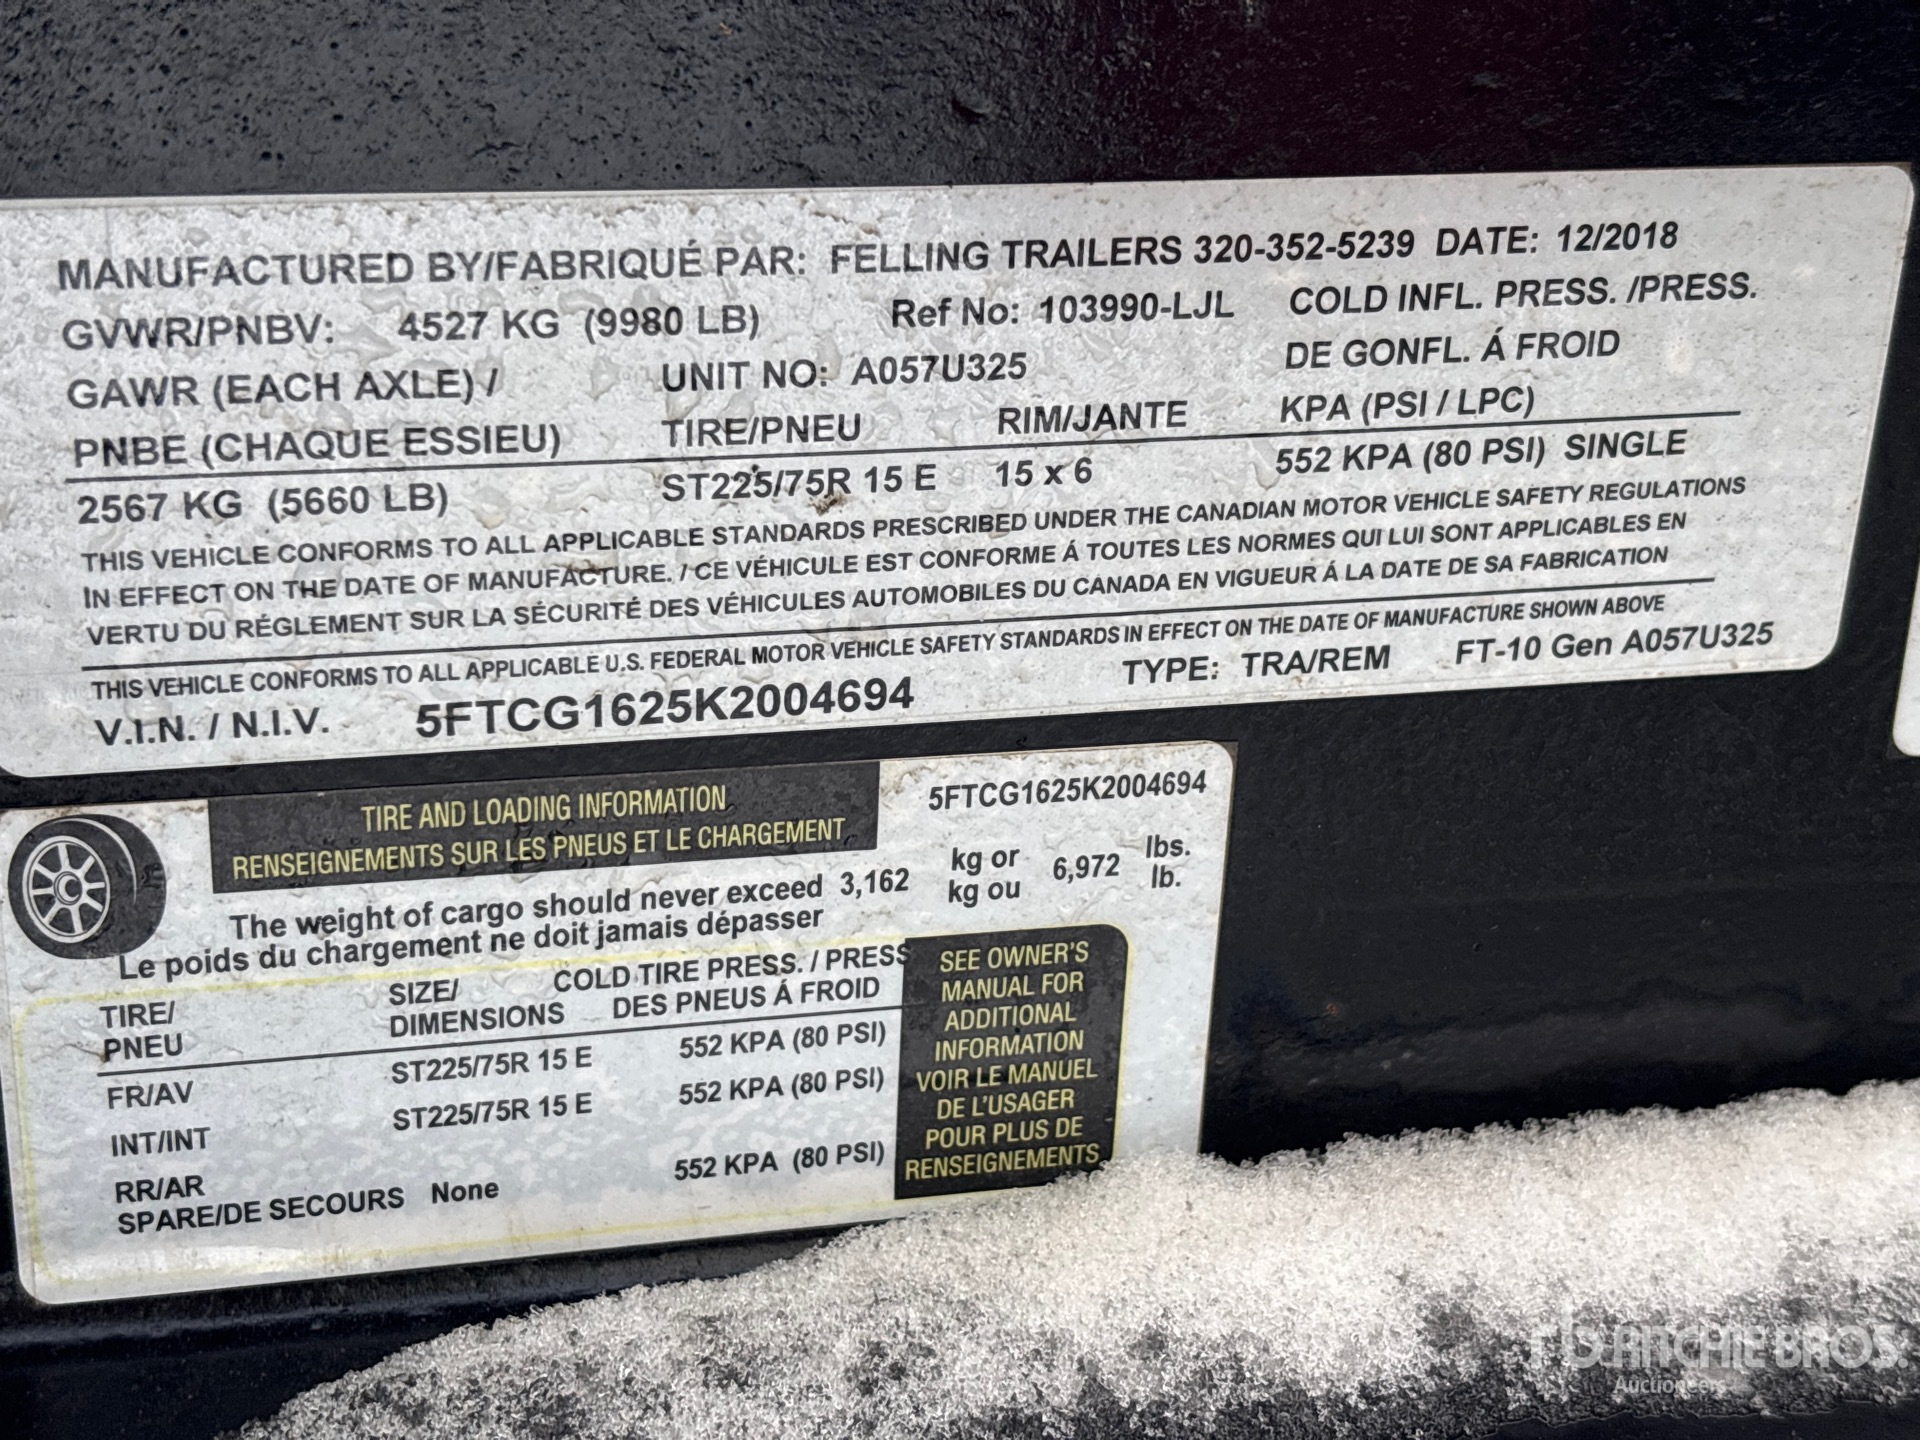 MANUFACTURED BY/FABRIQUÉ PAR: FELLING TRAILERS 320-352-5239 DATE: 12/2018
GVWR/PNBV: 4527 KG (9980 LB) Ref No: 103990-LJL COLD INFL. PRESS. /PRESS.
GAWR (EACH AXLE) / UNIT NO: A057U325 DE GONFL. Á FROID
PNBE (CHAQUE ESSIEU) TIRE/PNEU RIM/JANTE KPA (PSI / LPC)
2567 KG (5660 LB) ST225/75R 15 E 15 x 6 552 KPA (80 PSI) SINGLE
THIS VEHICLE CONFORMS TO ALL APPLICABLE STANDARDS PRESCRIBED UNDER THE CANADIAN MOTOR VEHICLE SAFETY REGULATIONS
IN EFFECT ON THE DATE OF MANUFACTURE. / CE VÉHICULE EST CONFORME Á TOUTES LES NORMES QUI LUI SONT APPLICABLES EN
VERTU DU RÉGLEMENT SUR LA SÉCURITÉ DES VÉHICULES AUTOMOBILES DU CANADA EN VIGUEUR Á LA DATE DE SA FABRICATION
THIS VEHICLE CONFORMS TO ALL APPLICABLE U.S. FEDERAL MOTOR VEHICLE SAFETY STANDARDS IN EFFECT ON THE DATE OF MANUFACTURE SHOWN ABOVE
V.I.N. / N.I.V. 5FTCG1625K2004694 TYPE: TRA/REM FT-10 Gen A057U325
TIRE AND LOADING INFORMATION
RENSEIGNEMENTS SUR LES PNEUS ET LE CHARGEMENT
5FTCG1625K2004694
The weight of cargo should never exceed 3,162 kg or 6,972 lbs.
Le poids du chargement ne doit jamais dépasser kg ou lb.
TIRE/ SIZE/ COLD TIRE PRESS. / PRESS
PNEU DIMENSIONS DES PNEUS Á FROID
FR/AV ST225/75R 15 E 552 KPA (80 PSI)
INT/INT ST225/75R 15 E 552 KPA (80 PSI)
RR/AR
SPARE/DE SECOURS None 552 KPA (80 PSI)
SEE OWNER'S
MANUAL FOR
ADDITIONAL
INFORMATION
VOIR LE MANUEL
DE L'USAGER
POUR PLUS DE
RENSEIGNEMENTS
RITCHIE BROS.
Auctioneers